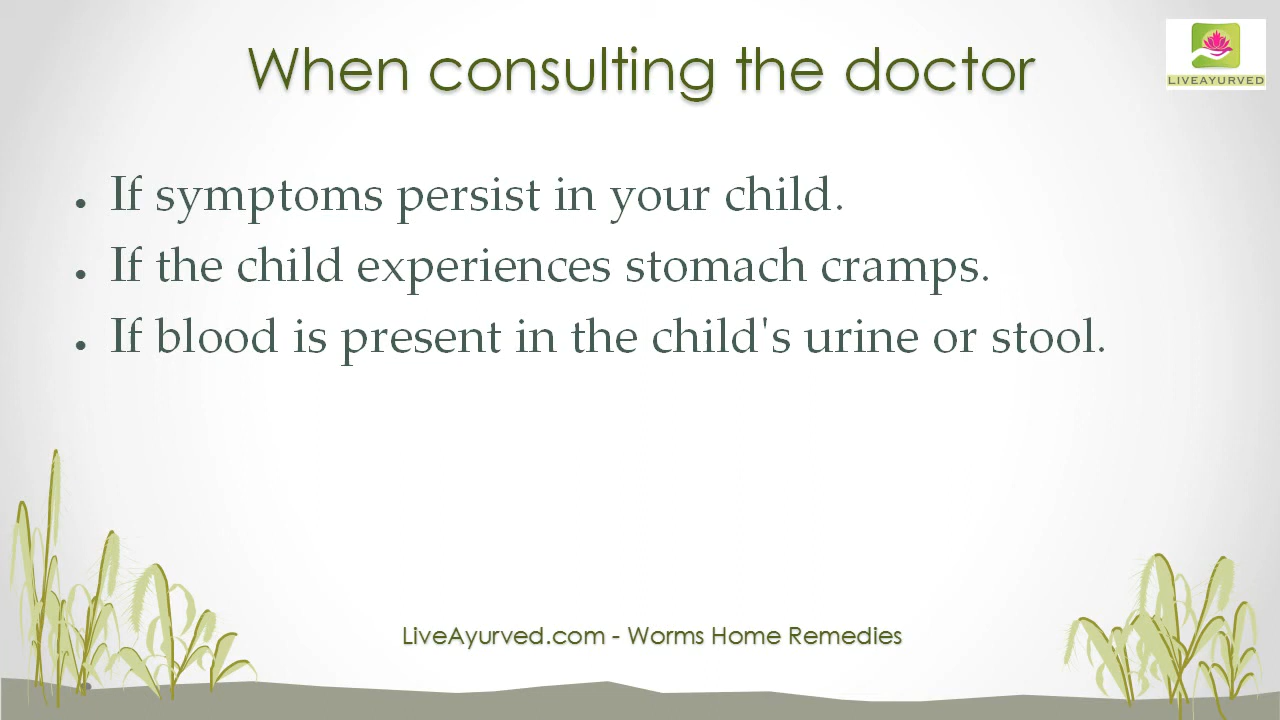 When consulting the doctor
LIVEAYURVED
• If symptoms persist in your child.
• If the child experiences stomach cramps.
• If blood is present in the child's urine or stool.
LiveAyurved.com - Worms Home Remedies